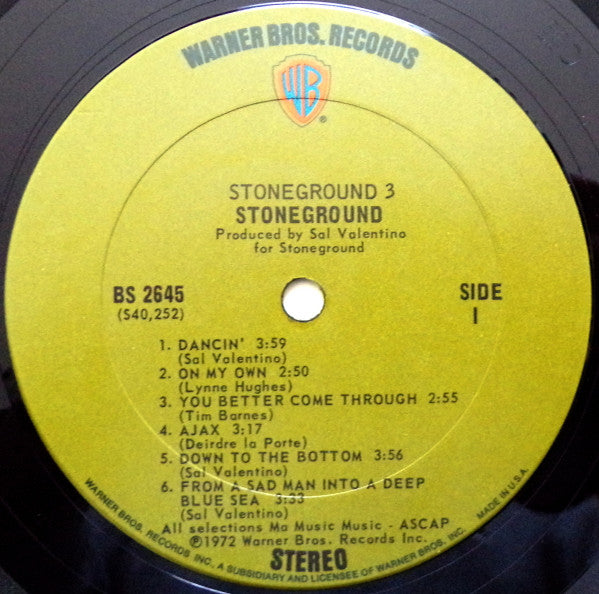 WARNER BROS. RECORDS
WB
®
STONEGROUND 3
STONEGROUND
Produced by Sal Valentino
for Stoneground
BS 2645
(S40,252)
SIDE
1
1. DANCIN' 3:59
(Sal Valentino)
2. ON MY OWN 2:50
(Lynne Hughes)
3. YOU BETTER COME THROUGH 2:55
(Tim Barnes)
4. AJAX 3:17
(Deirdre la Porte)
5. DOWN TO THE BOTTOM 3:56
(Sal Valentino)
6. FROM A SAD MAN INTO A DEEP
BLUE SEA 3:33
(Sal Valentino)
All selections Ma Music Music - ASCAP
℗1972 Warner Bros. Records Inc.
STEREO
WARNER BROS. RECORDS INC., A SUBSIDIARY AND LICENSEE OF WARNER BROS. INC. MADE IN U.S.A.